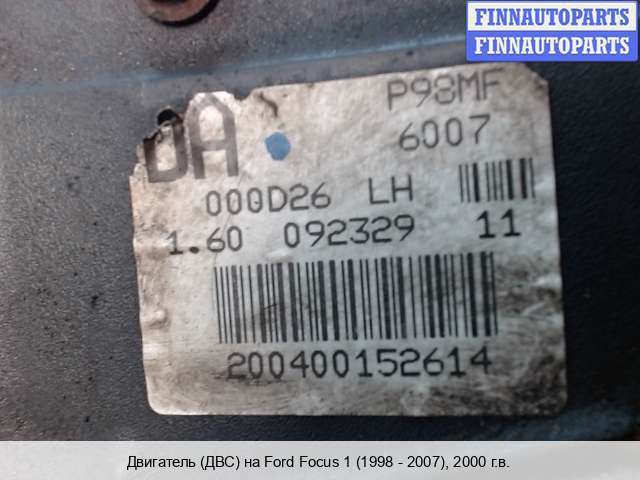 FINNAUTOPARTS
FINNAUTOPARTS
P98MF
DA 6007
000D26 LH
1.60 092329 11
200400152614
Двигатель (ДВС) на Ford Focus 1 (1998 - 2007), 2000 г.в.